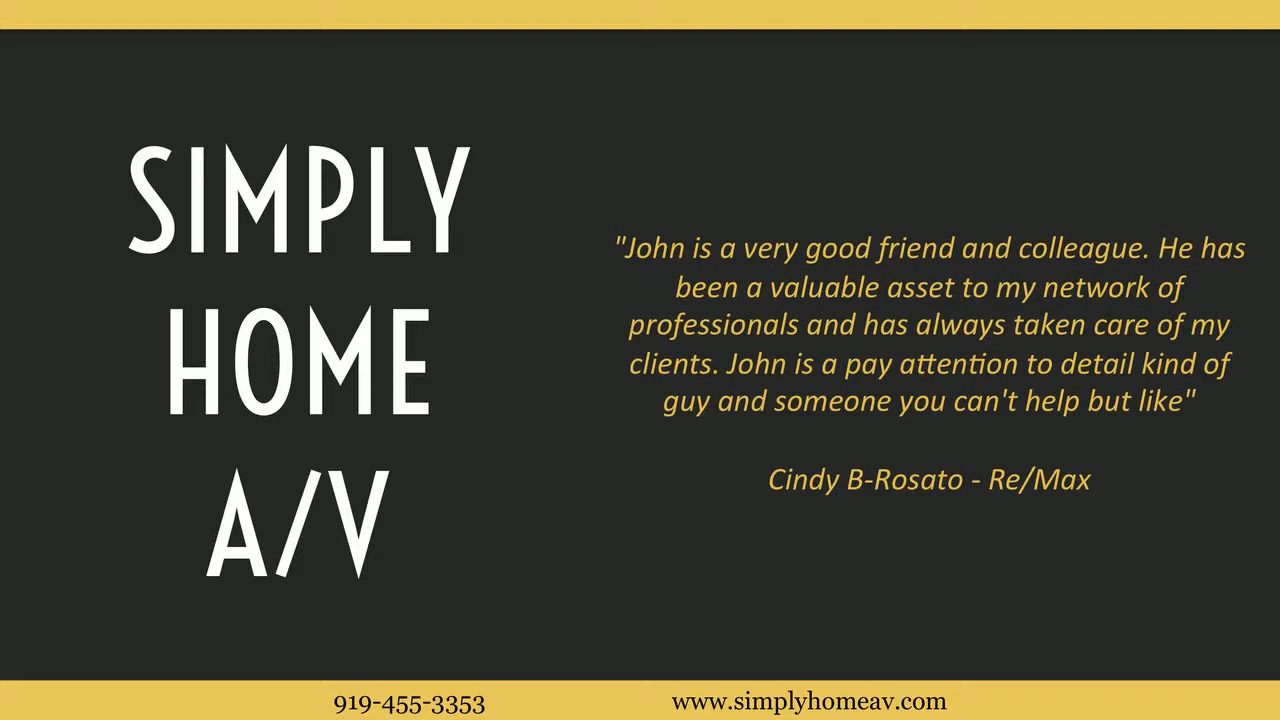 SIMPLY
HOME
A/V
"John is a very good friend and colleague. He has
been a valuable asset to my network of
professionals and has always taken care of my
clients. John is a pay attention to detail kind of
guy and someone you can't help but like"
Cindy B-Rosato - Re/Max
919-455-3353
www.simplyhomeav.com